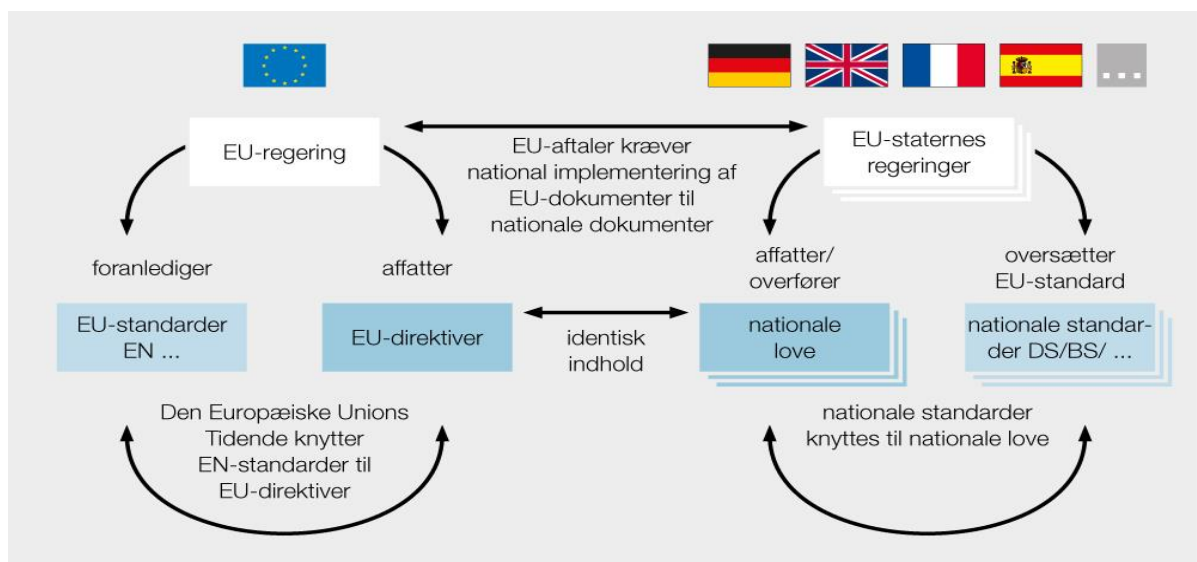 ...
EU-regering
EU-aftaler kræver
national implementering af
EU-dokumenter til
nationale dokumenter
EU-staternes
regeringer
foranlediger
affatter
affatter/
overfører
oversætter
EU-standard
EU-standarder
EN ...
EU-direktiver
identisk
indhold
nationale
love
nationale standar-
der DS/BS/ ...
Den Europæiske Unions
Tidende knytter
EN-standarder til
EU-direktiver
nationale standarder
knyttes til nationale love